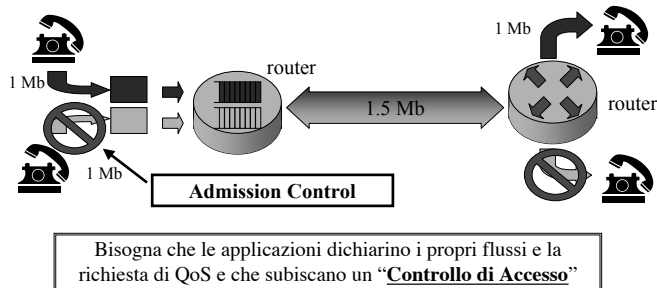 1 Mb
router
1 Mb
1.5 Mb
router
1 Mb
Admission Control
Bisogna che le applicazioni dichiarino i propri flussi e la
richiesta di QoS e che subiscano un “Controllo di Accesso”